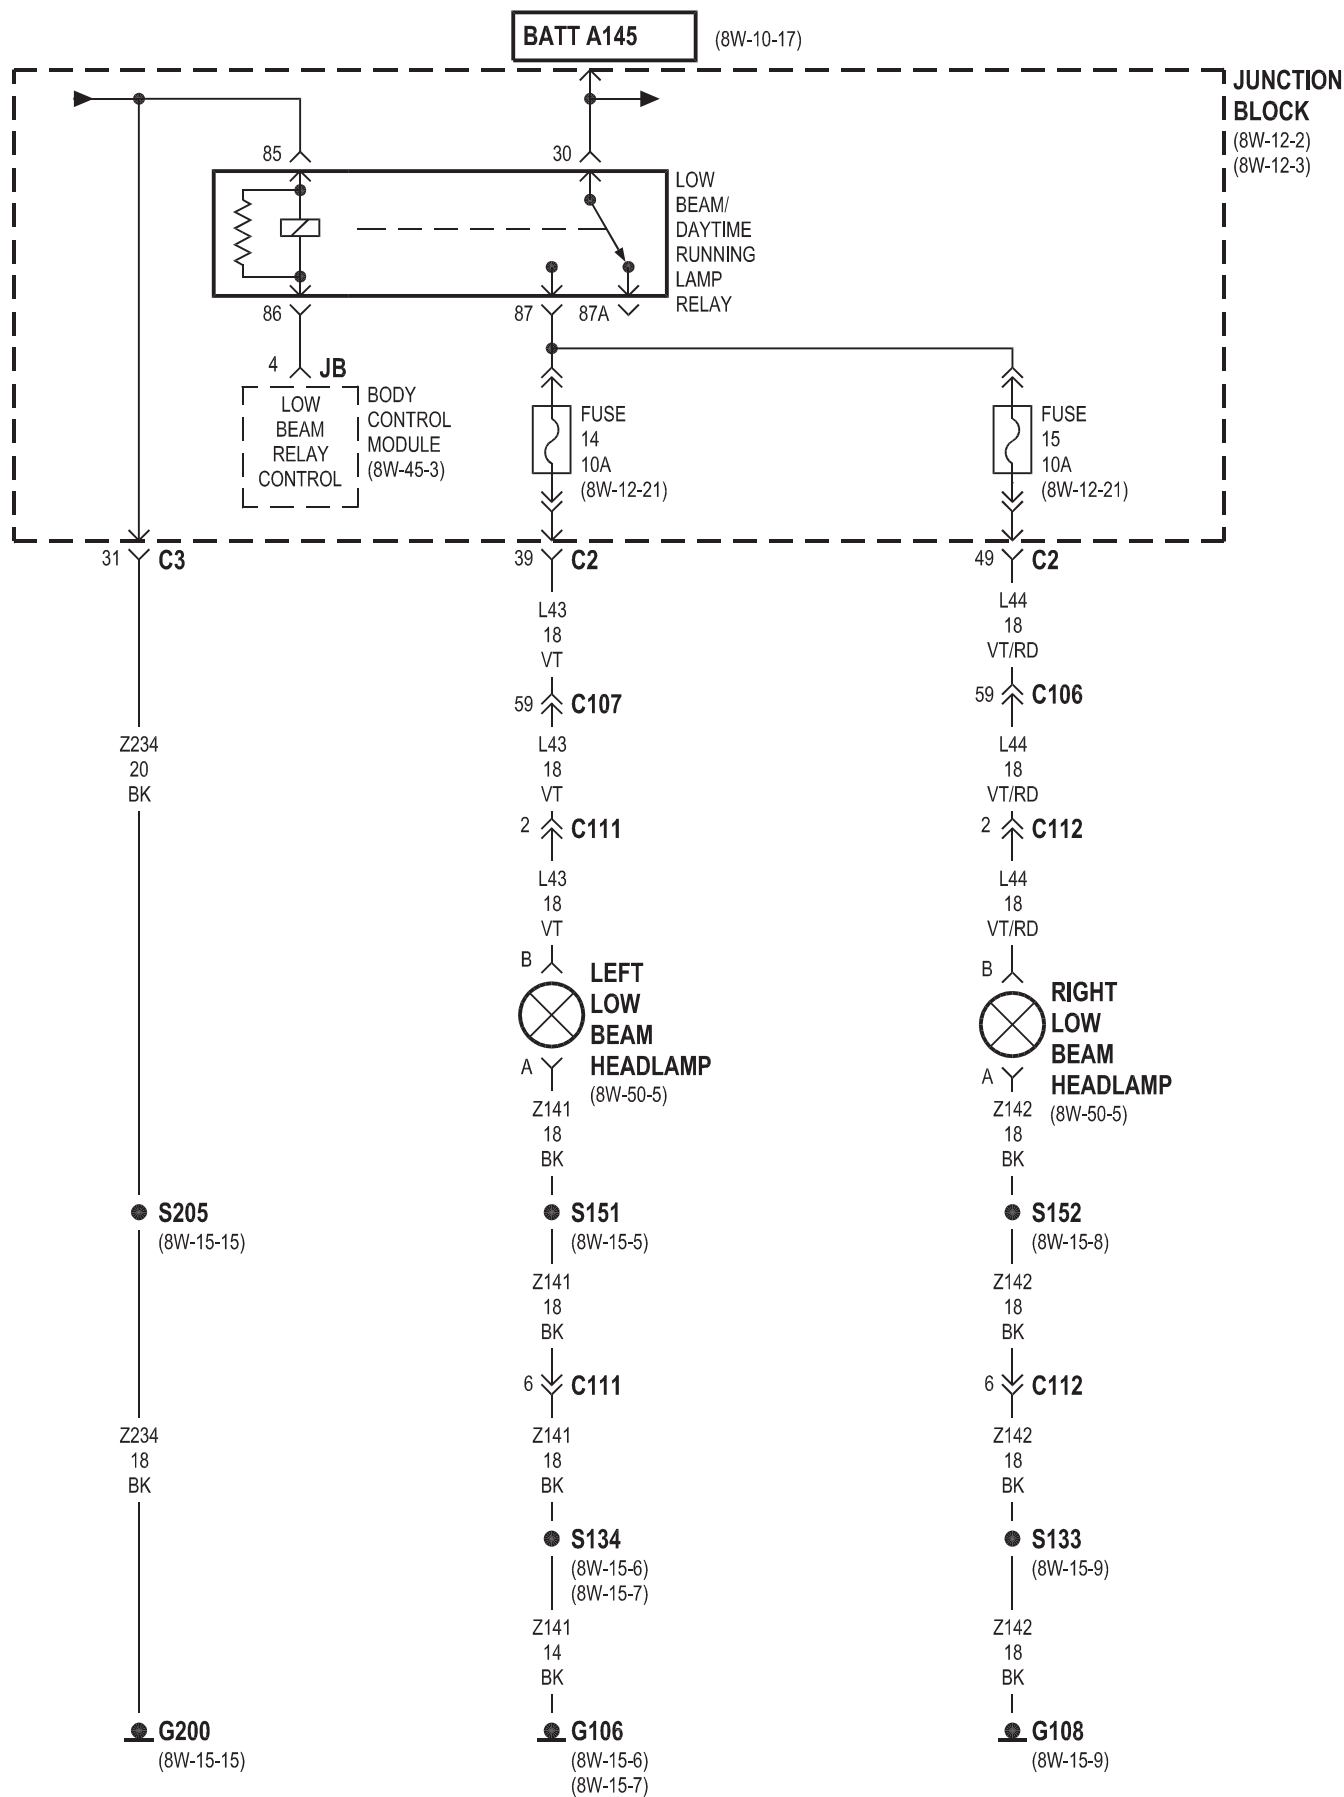 BATT A145
(8W-10-17)
JUNCTION
BLOCK
(8W-12-2)
(8W-12-3)
85
30
LOW
BEAM/
DAYTIME
RUNNING
LAMP
RELAY
86
87
87A
4
JB
LOW
BEAM
RELAY
CONTROL
BODY
CONTROL
MODULE
(8W-45-3)
FUSE
14
10A
(8W-12-21)
FUSE
15
10A
(8W-12-21)
31
C3
39
C2
49
C2
L43
18
VT
L44
18
VT/RD
59
C107
59
C106
Z234
20
BK
L43
18
VT
L44
18
VT/RD
2
C111
2
C112
L43
18
VT
L44
18
VT/RD
B
LEFT
LOW
BEAM
HEADLAMP
(8W-50-5)
A
B
RIGHT
LOW
BEAM
HEADLAMP
(8W-50-5)
A
Z141
18
BK
Z142
18
BK
S205
(8W-15-15)
S151
(8W-15-5)
S152
(8W-15-8)
Z141
18
BK
Z142
18
BK
6
C111
6
C112
Z234
18
BK
Z141
18
BK
Z142
18
BK
S134
(8W-15-6)
(8W-15-7)
S133
(8W-15-9)
Z141
14
BK
Z142
18
BK
G200
(8W-15-15)
G106
(8W-15-6)
(8W-15-7)
G108
(8W-15-9)